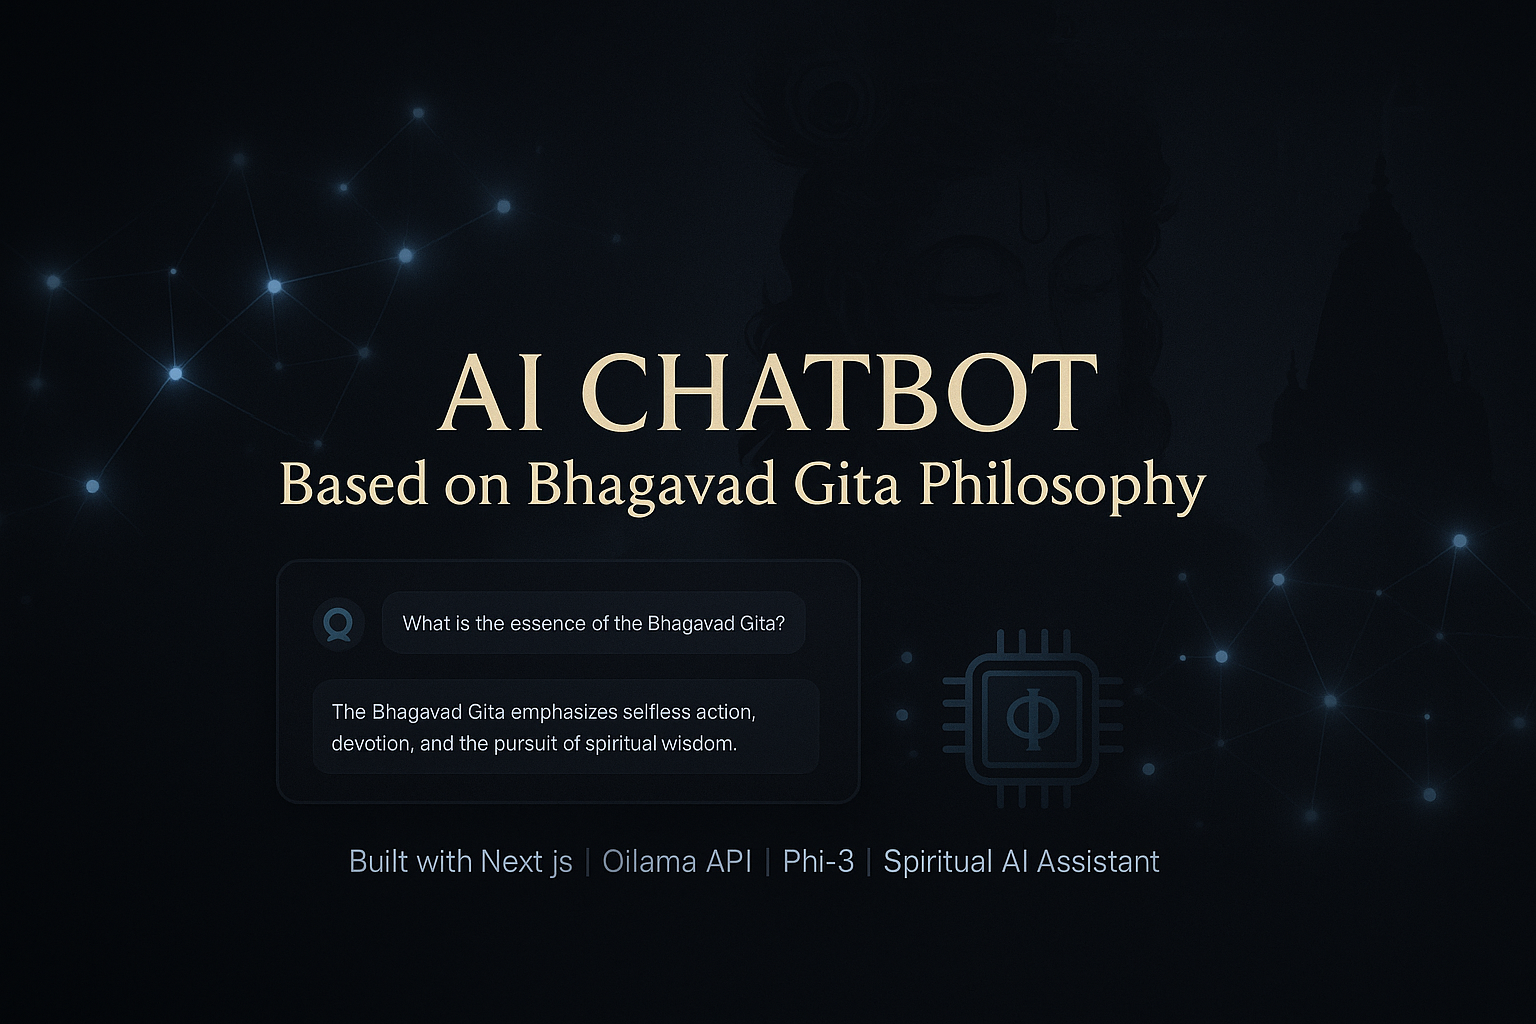 AI CHATBOT
Based on Bhagavad Gita Philosophy
What is the essence of the Bhagavad Gita?
The Bhagavad Gita emphasizes selfless action,
devotion, and the pursuit of spiritual wisdom.
Φ
Built with Next js | Oilama API | Phi-3 | Spiritual AI Assistant